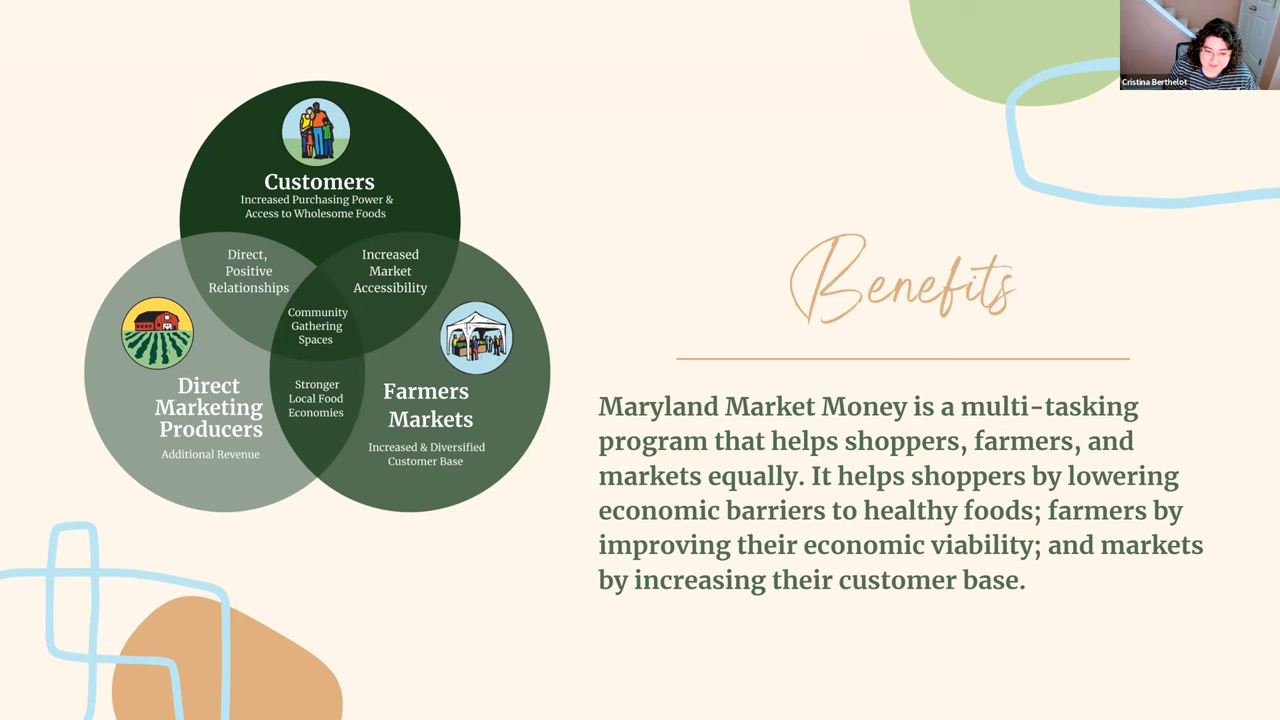 Cristina Berthelot
Customers
Increased Purchasing Power &
Access to Wholesome Foods
Direct,
Positive
Relationships
Increased
Market
Accessibility
Community
Gathering
Spaces
Direct
Marketing
Producers
Additional Revenue
Stronger
Local Food
Economies
Farmers
Markets
Increased & Diversified
Customer Base
Benefits
Maryland Market Money is a multi-tasking
program that helps shoppers, farmers, and
markets equally. It helps shoppers by lowering
economic barriers to healthy foods; farmers by
improving their economic viability; and markets
by increasing their customer base.